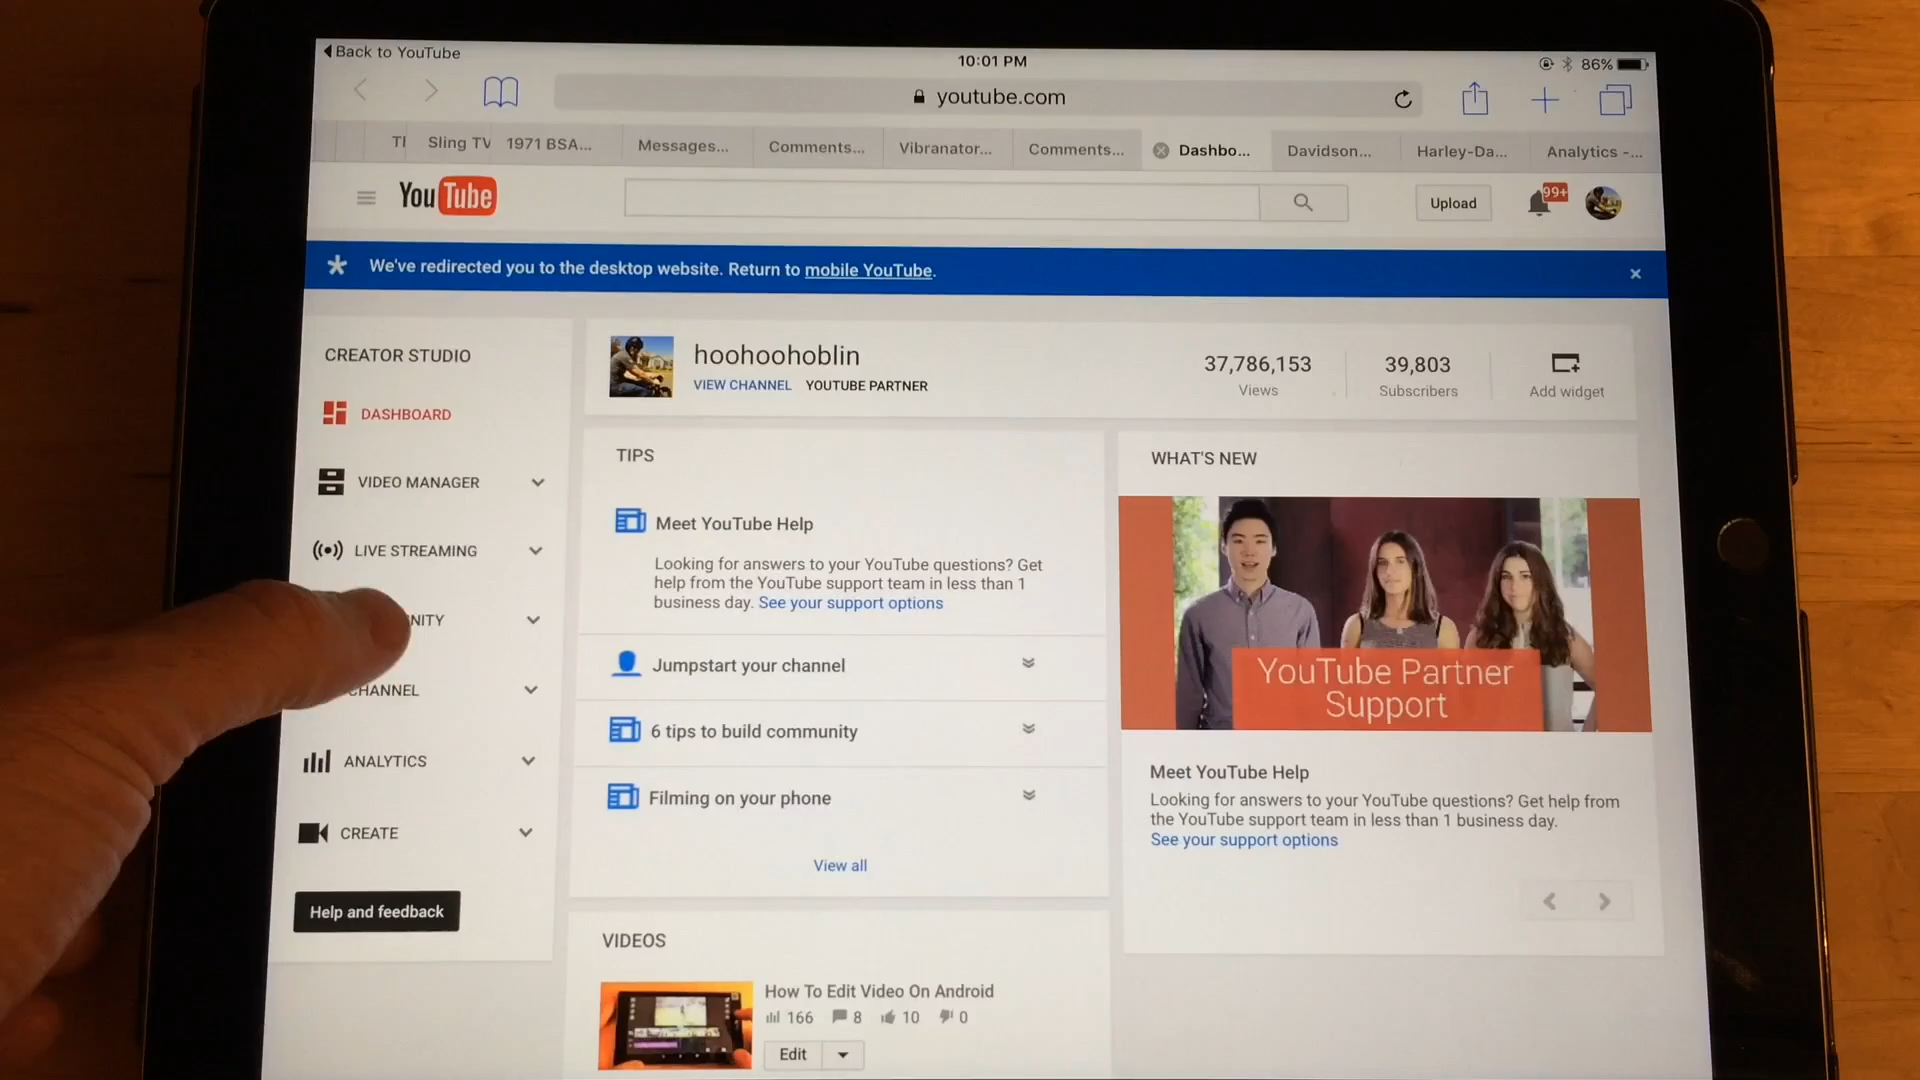 Back to YouTube
10:01 PM
86%
youtube.com
Sling TV
1971 BSA...
Messages...
Comments...
Vibranator...
Comments...
Dashbo...
Davidson...
Harley-Da...
Analytics -...
YouTube
Upload
99+
We've redirected you to the desktop website. Return to mobile YouTube.
CREATOR STUDIO
DASHBOARD
VIDEO MANAGER
LIVE STREAMING
NITY
CHANNEL
ANALYTICS
CREATE
Help and feedback
hoohoohoblin
VIEW CHANNEL YOUTUBE PARTNER
37,786,153
Views
39,803
Subscribers
Add widget
TIPS
Meet YouTube Help
Looking for answers to your YouTube questions? Get
help from the YouTube support team in less than 1
business day. See your support options
Jumpstart your channel
6 tips to build community
Filming on your phone
View all
VIDEOS
How To Edit Video On Android
166 8 10 0
Edit
WHAT'S NEW
YouTube Partner
Support
Meet YouTube Help
Looking for answers to your YouTube questions? Get help from
the YouTube support team in less than 1 business day.
See your support options